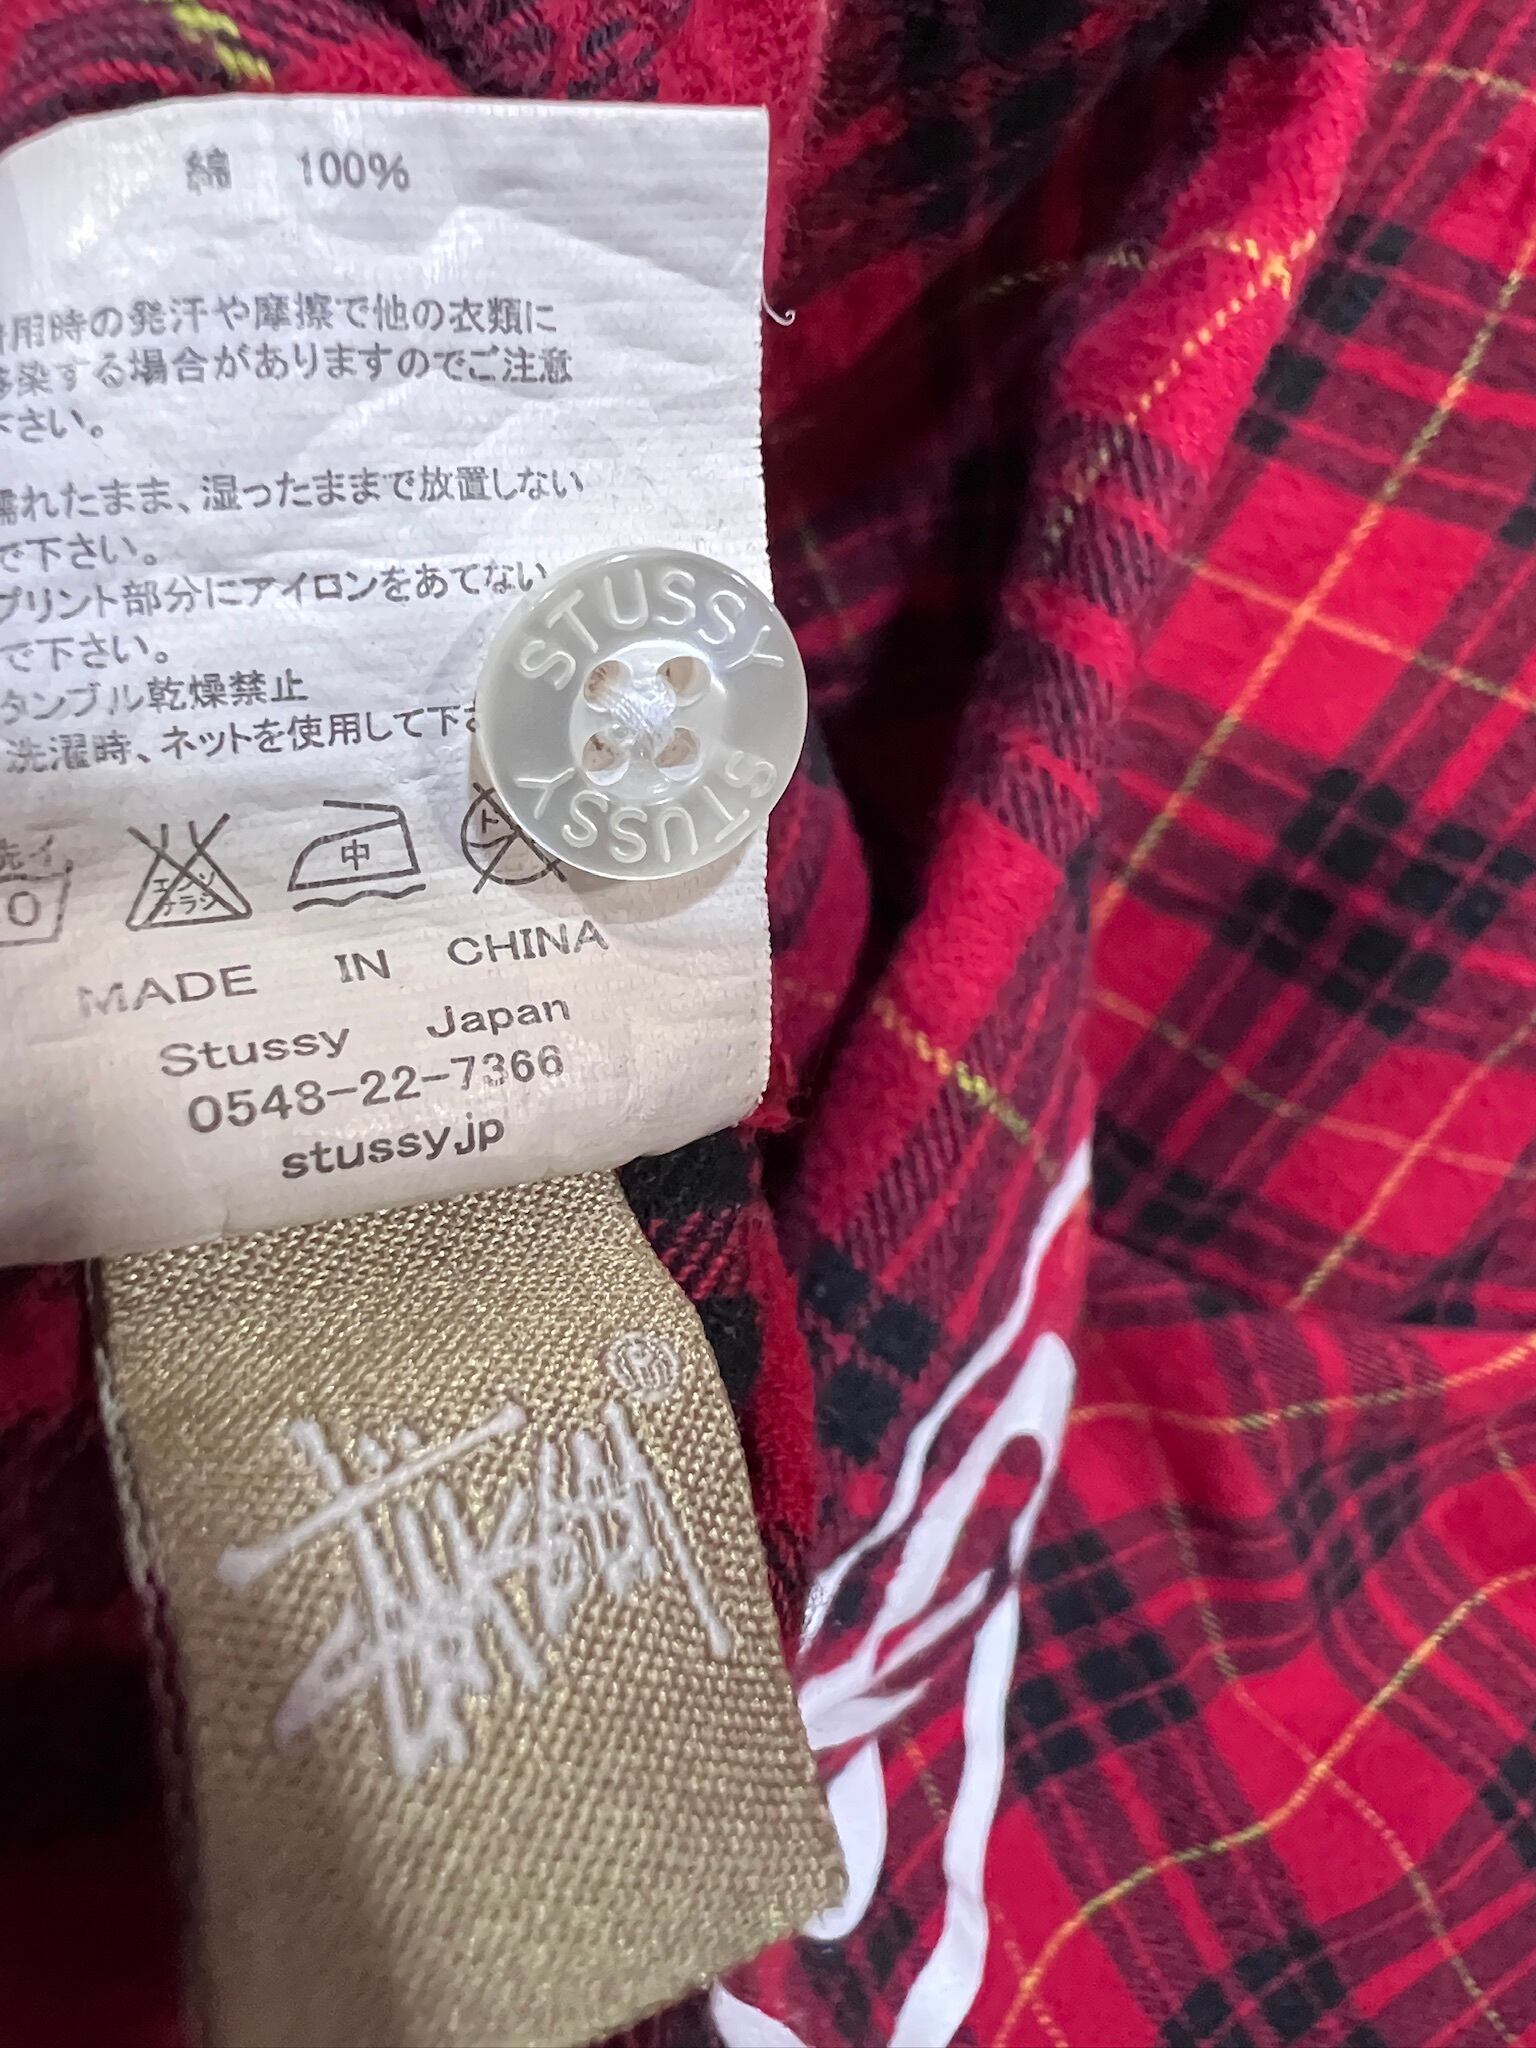 綿 100%
用時の発汗や摩擦で他の衣類に
染する場合がありますのでご注意
下さい。
濡れたまま、湿ったままで放置しない
で下さい。
プリント部分にアイロンをあてない
で下さい。
タンブル乾燥禁止
洗濯時、ネットを使用して下さ
中
MADE IN CHINA
Stussy Japan
0548-22-7366
stussy.jp
STUSSY
STUSSY
Stüssy ®